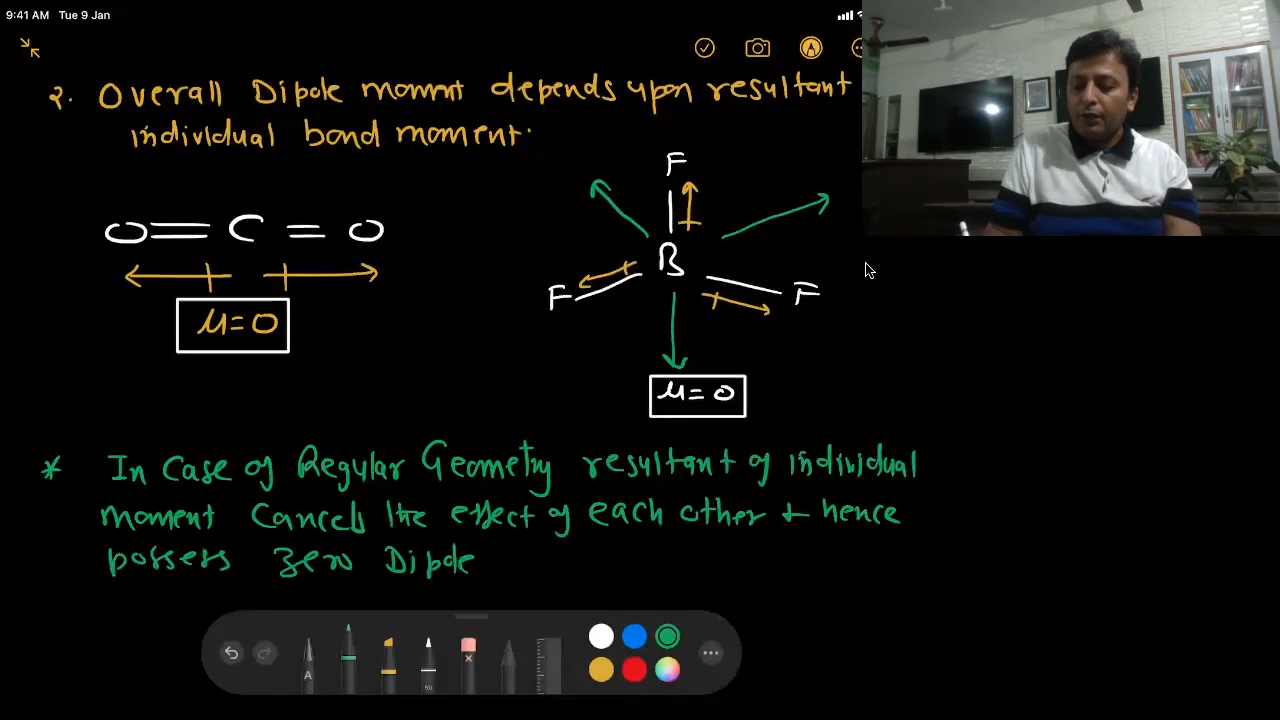 9:41 AM Tue 9 Jan
2. Overall Dipole moment depends upon resultant
individual bond moment.
F
O = C = O
B
F F
μ = 0
μ = 0
* In Case of Regular Geometry resultant of individual
moment Cancels the effect of each other + hence
possess zero Dipole
A
50